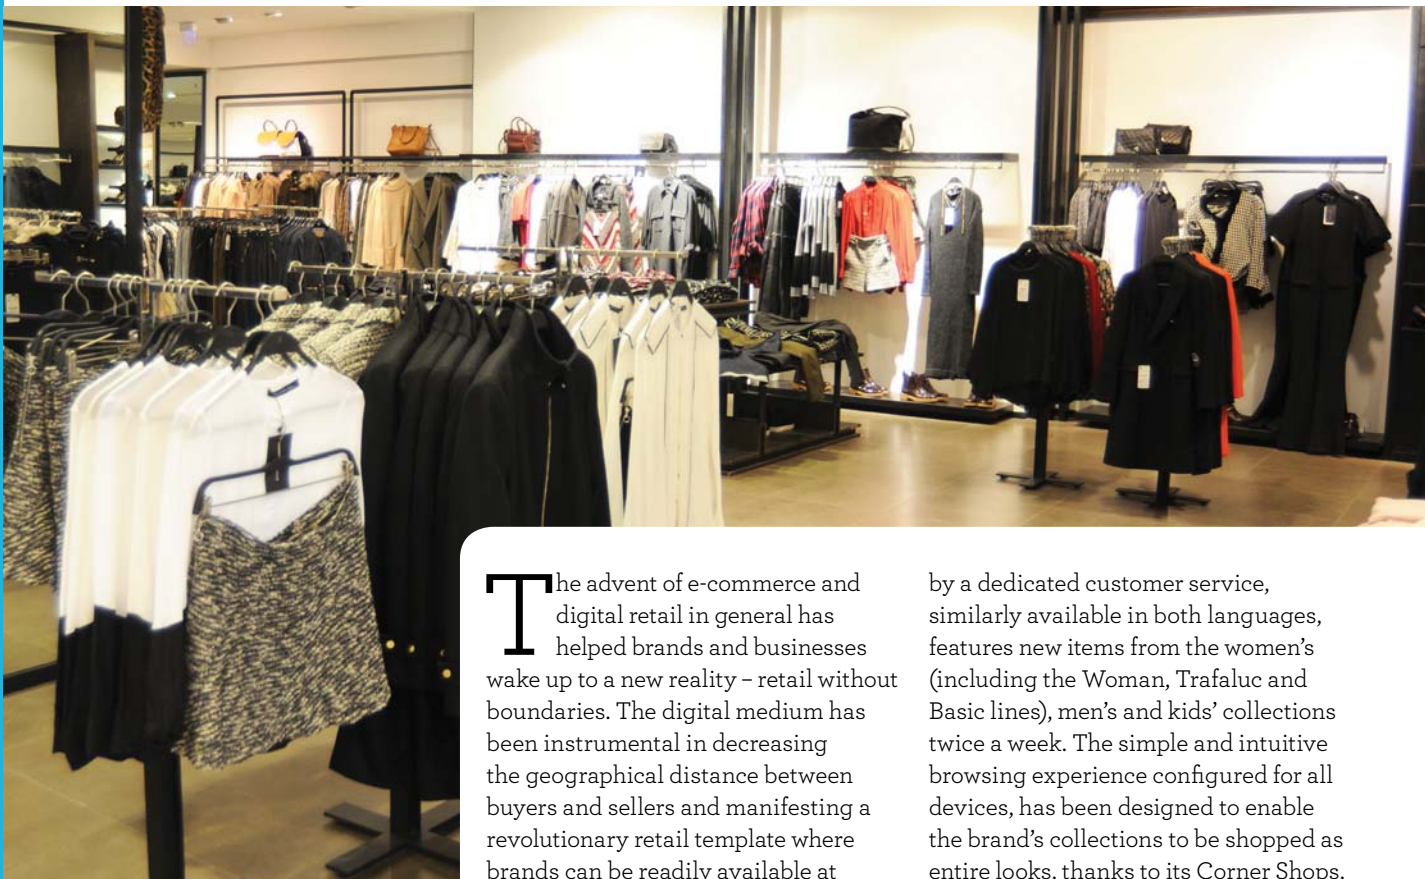 The advent of e-commerce and
digital retail in general has
helped brands and businesses
wake up to a new reality – retail without
boundaries. The digital medium has
been instrumental in decreasing
the geographical distance between
buyers and sellers and manifesting a
revolutionary retail template where
brands can be readily available at
by a dedicated customer service,
similarly available in both languages,
features new items from the women’s
(including the Woman, Trafaluc and
Basic lines), men’s and kids’ collections
twice a week. The simple and intuitive
browsing experience configured for all
devices, has been designed to enable
the brand’s collections to be shopped as
entire looks, thanks to its Corner Shops,